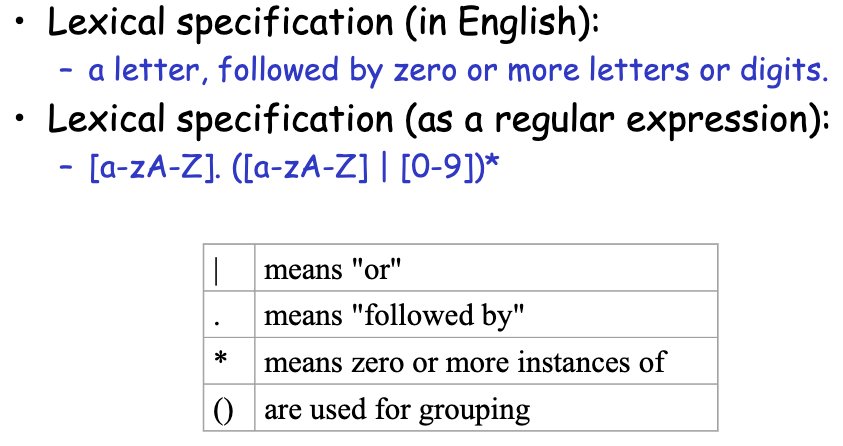 • Lexical specification (in English):
– a letter, followed by zero or more letters or digits.
• Lexical specification (as a regular expression):
– [a-zA-Z]. ([a-zA-Z] | [0-9])*
| means "or"
. means "followed by"
* means zero or more instances of
() are used for grouping